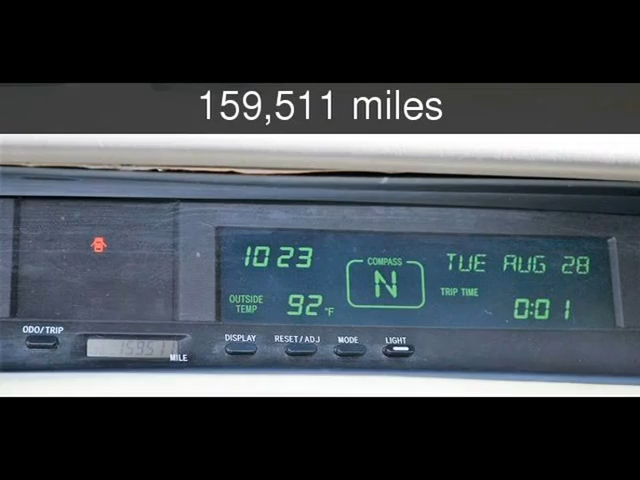 159,511 miles
10 23
COMPASS
N
TUE AUG 28
OUTSIDE
TEMP
92 °F
TRIP TIME
0:01
ODO/TRIP
159511
MILE
DISPLAY
RESET/ADJ
MODE
LIGHT